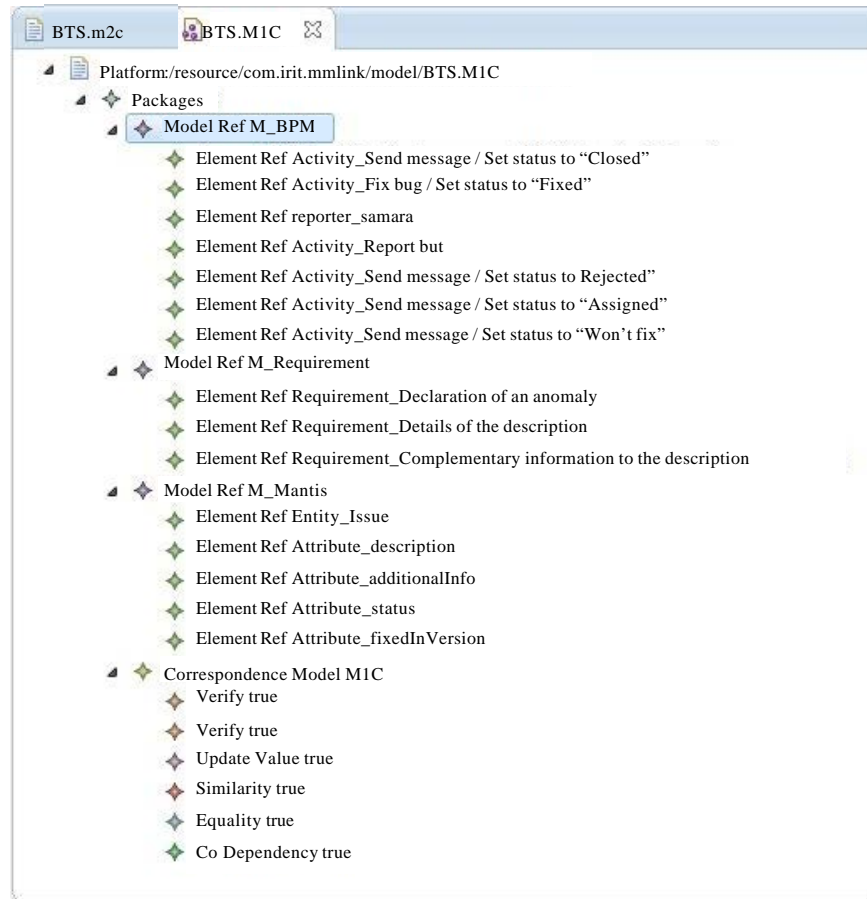 BTS.m2c BTS.M1C
Platform:/resource/com.irit.mmlink/model/BTS.M1C
Packages
Model Ref M_BPM
Element Ref Activity_Send message / Set status to “Closed”
Element Ref Activity_Fix bug / Set status to “Fixed”
Element Ref reporter_samara
Element Ref Activity_Report but
Element Ref Activity_Send message / Set status to Rejected”
Element Ref Activity_Send message / Set status to “Assigned”
Element Ref Activity_Send message / Set status to “Won’t fix”
Model Ref M_Requirement
Element Ref Requirement_Declaration of an anomaly
Element Ref Requirement_Details of the description
Element Ref Requirement_Complementary information to the description
Model Ref M_Mantis
Element Ref Entity_Issue
Element Ref Attribute_description
Element Ref Attribute_additionalInfo
Element Ref Attribute_status
Element Ref Attribute_fixedInVersion
Correspondence Model M1C
Verify true
Verify true
Update Value true
Similarity true
Equality true
Co Dependency true